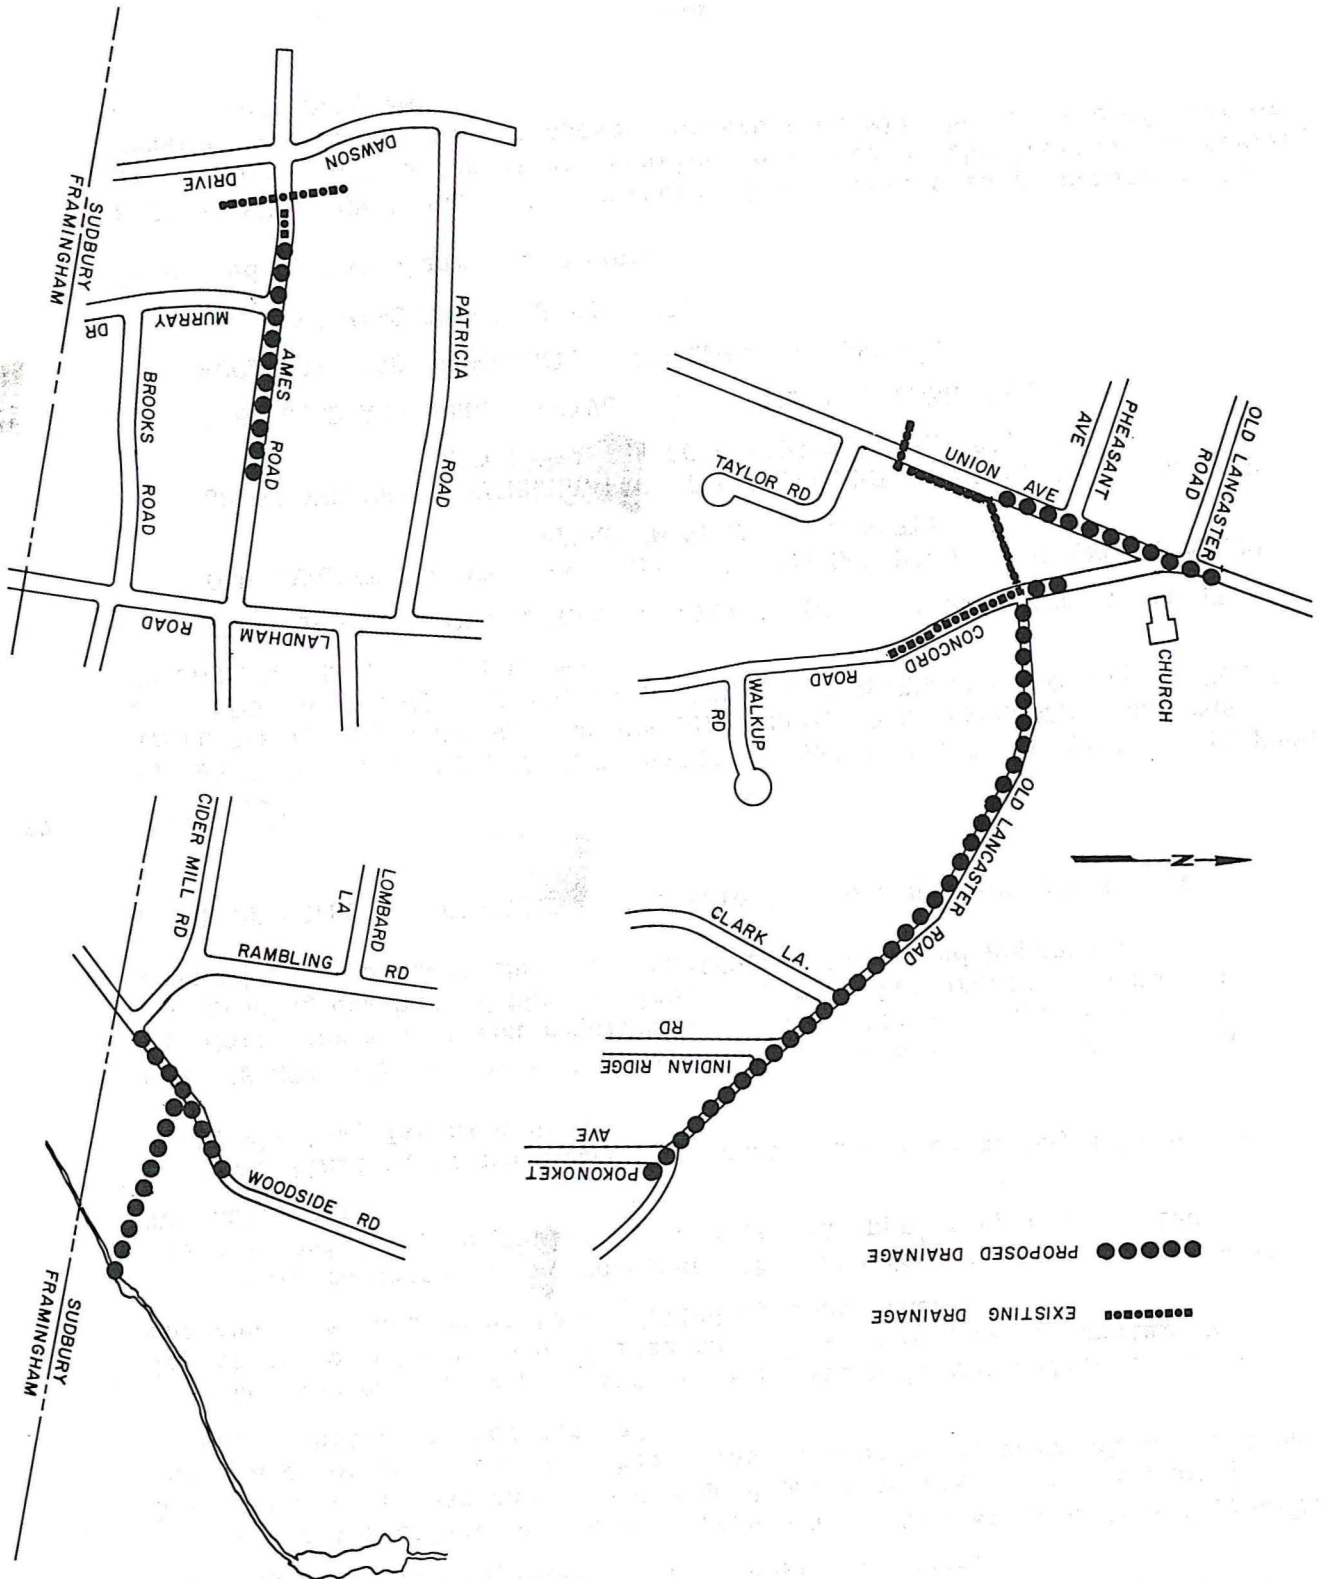 SUDBURY
FRAMINGHAM
DAWSON
DRIVE
MURRAY
DR
BROOKS ROAD
AMES ROAD
PATRICIA ROAD
LANDHAM
ROAD
OLD LANCASTER
ROAD
PHEASANT
AVE
UNION AVE
TAYLOR RD
CONCORD
ROAD
WALKUP
RD
CHURCH
OLD LANCASTER
ROAD
N
CLARK LA.
INDIAN RIDGE
RD
POKONOKET
AVE
CIDER MILL RD
LOMBARD
LA
RAMBLING RD
WOODSIDE RD
SUDBURY
FRAMINGHAM
PROPOSED DRAINAGE
EXISTING DRAINAGE